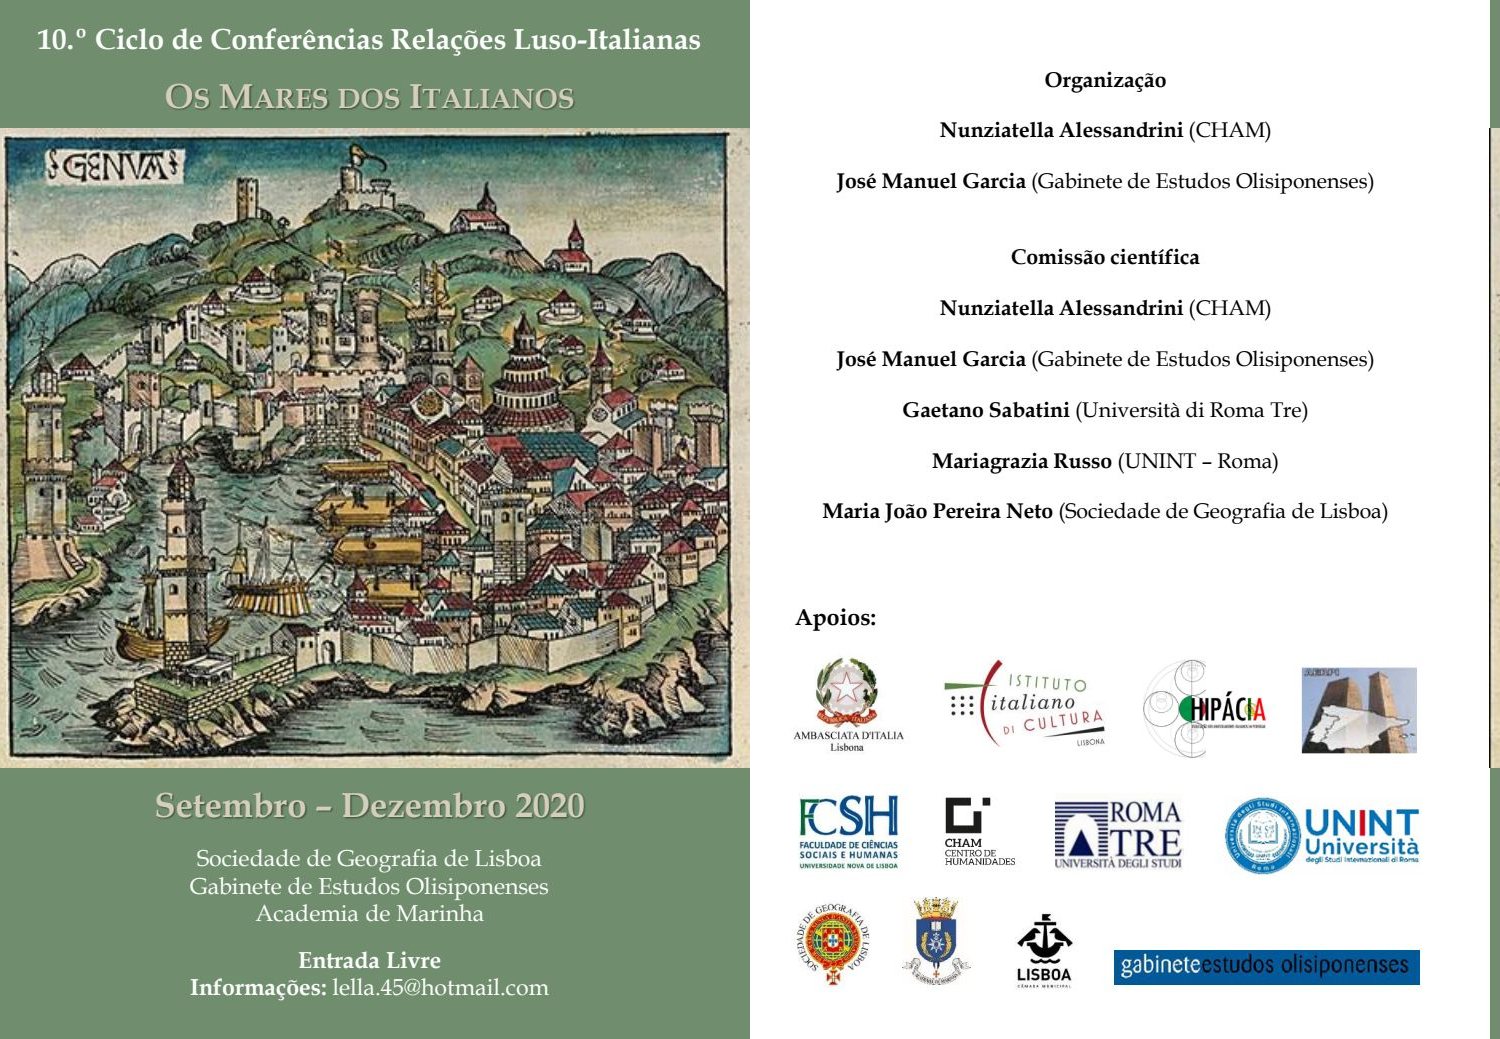 10.º Ciclo de Conferências Relações Luso-Italianas
OS MARES DOS ITALIANOS
GENVA
Setembro – Dezembro 2020
Sociedade de Geografia de Lisboa
Gabinete de Estudos Olisiponenses
Academia de Marinha
Entrada Livre
Informações: lella.45@hotmail.com
Organização
Nunziatella Alessandrini (CHAM)
José Manuel Garcia (Gabinete de Estudos Olisiponenses)
Comissão científica
Nunziatella Alessandrini (CHAM)
José Manuel Garcia (Gabinete de Estudos Olisiponenses)
Gaetano Sabatini (Università di Roma Tre)
Mariagrazia Russo (UNINT – Roma)
Maria João Pereira Neto (Sociedade de Geografia de Lisboa)
Apoios:
AMBASCIATA D'ITALIA
Lisbona
ISTITUTO
italiano
DI CULTURA
LISBONA
CHIPÁCIA
FCSH
FACULDADE DE CIÊNCIAS
SOCIAIS E HUMANAS
UNIVERSIDADE NOVA DE LISBOA
CHAM
CENTRO DE
HUMANIDADES
ROMA
TRE
UNIVERSITÀ DEGLI STUDI
UNINT
Università
degli Studi Internazionali di Roma
SOCIEDADE DE GEOGRAFIA DE LISBOA
LISBOA
CÂMARA MUNICIPAL
gabineteestudos olisiponenses